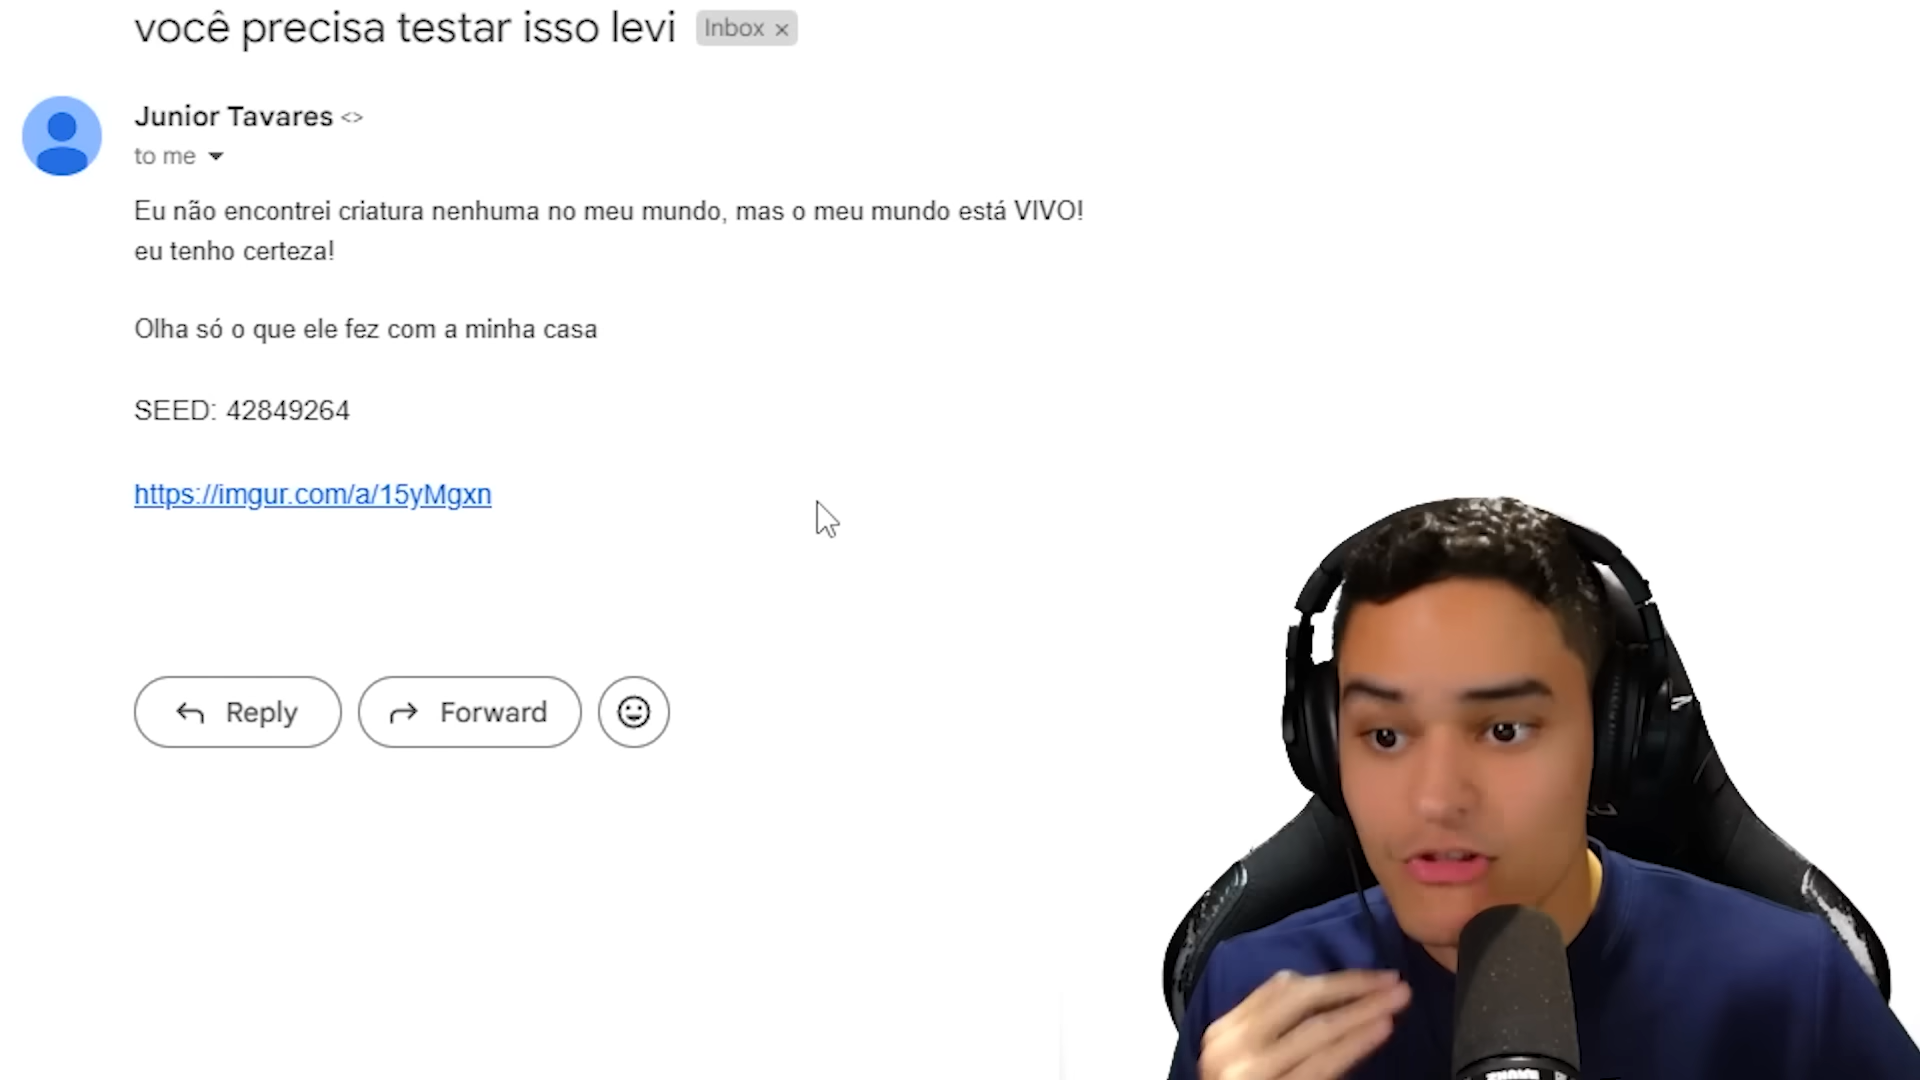 você precisa testar isso levi Inbox ×
Junior Tavares <>
to me
Eu não encontrei criatura nenhuma no meu mundo, mas o meu mundo está VIVO!
eu tenho certeza!
Olha só o que ele fez com a minha casa
SEED: 42849264
https://imgur.com/a/15yMgxn
Reply
Forward